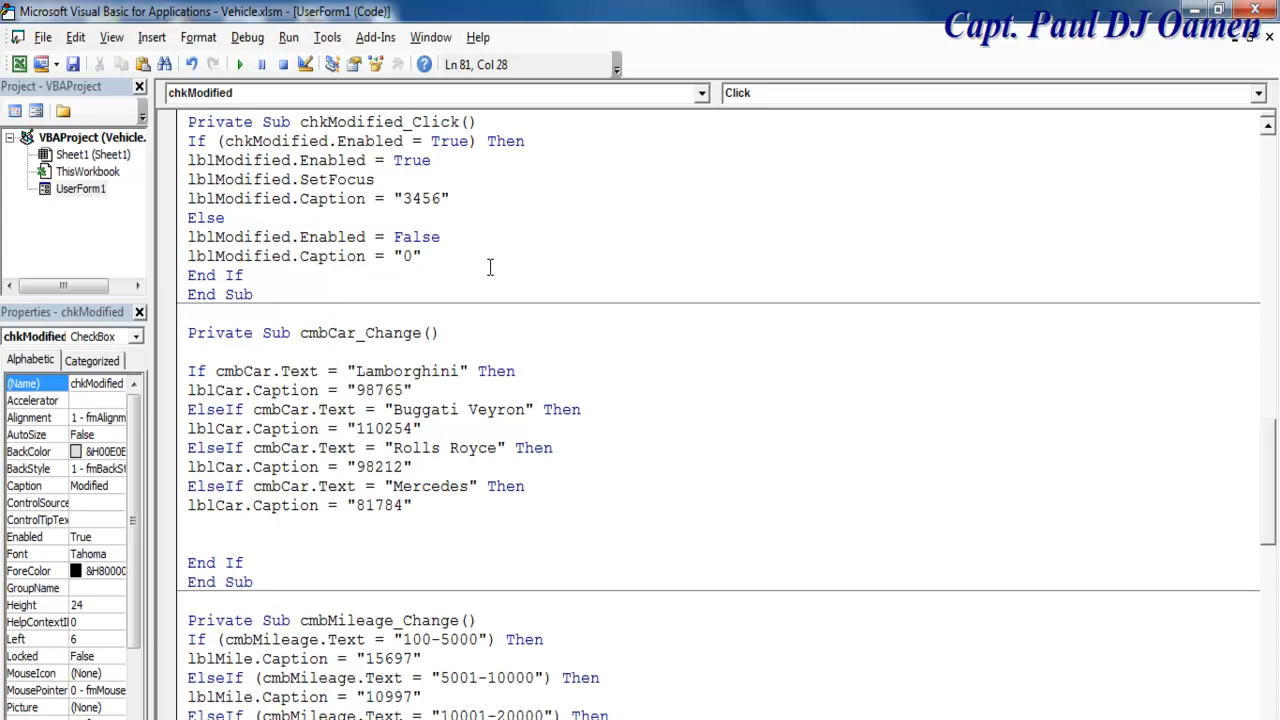 Microsoft Visual Basic for Applications - Vehicle.xlsm - [UserForm1 (Code)]
Capt. Paul DJ Oamen
File Edit View Insert Format Debug Run Tools Add-Ins Window Help
Ln 81, Col 28
Project - VBAProject
chkModified
Click
VBAProject (Vehicle.
Sheet1 (Sheet1)
ThisWorkbook
UserForm1
Properties - chkModified
chkModified CheckBox
Alphabetic Categorized
(Name) chkModified
Accelerator
Alignment 1 - fmAlignm
AutoSize False
BackColor &H00E0E
BackStyle 1 - fmBackSt
Caption Modified
ControlSource
ControlTipTex
Enabled True
Font Tahoma
ForeColor &H80000
GroupName
Height 24
HelpContextI 0
Left 6
Locked False
MouseIcon (None)
MousePointer 0 - fmMouse
Picture (None)
Private Sub chkModified_Click()
If (chkModified.Enabled = True) Then
lblModified.Enabled = True
lblModified.SetFocus
lblModified.Caption = "3456"
Else
lblModified.Enabled = False
lblModified.Caption = "0"
End If
End Sub
Private Sub cmbCar_Change()
If cmbCar.Text = "Lamborghini" Then
lblCar.Caption = "98765"
ElseIf cmbCar.Text = "Buggati Veyron" Then
lblCar.Caption = "110254"
ElseIf cmbCar.Text = "Rolls Royce" Then
lblCar.Caption = "98212"
ElseIf cmbCar.Text = "Mercedes" Then
lblCar.Caption = "81784"
End If
End Sub
Private Sub cmbMileage_Change()
If (cmbMileage.Text = "100-5000") Then
lblMile.Caption = "15697"
ElseIf (cmbMileage.Text = "5001-10000") Then
lblMile.Caption = "10997"
ElseIf (cmbMileage.Text = "10001-20000") Then